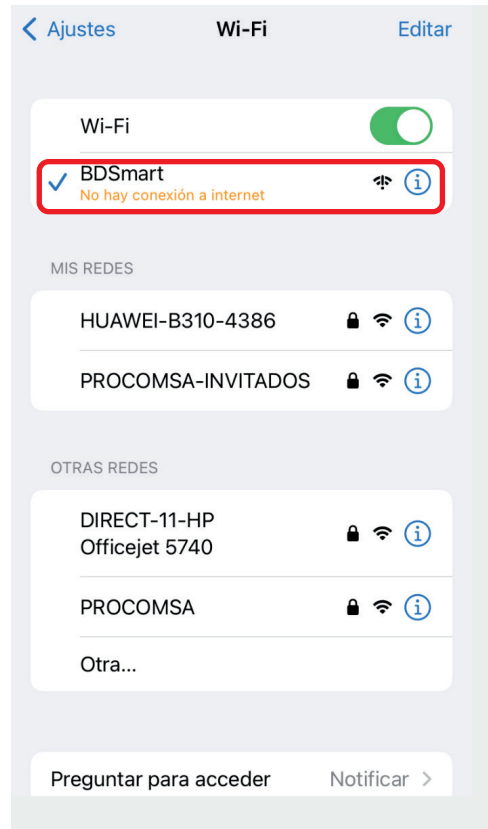 Ajustes Wi-Fi Editar
Wi-Fi
BDSmart
No hay conexión a internet
MIS REDES
HUAWEI-B310-4386
PROCOMSA-INVITADOS
OTRAS REDES
DIRECT-11-HP
Officejet 5740
PROCOMSA
Otra...
Preguntar para acceder Notificar